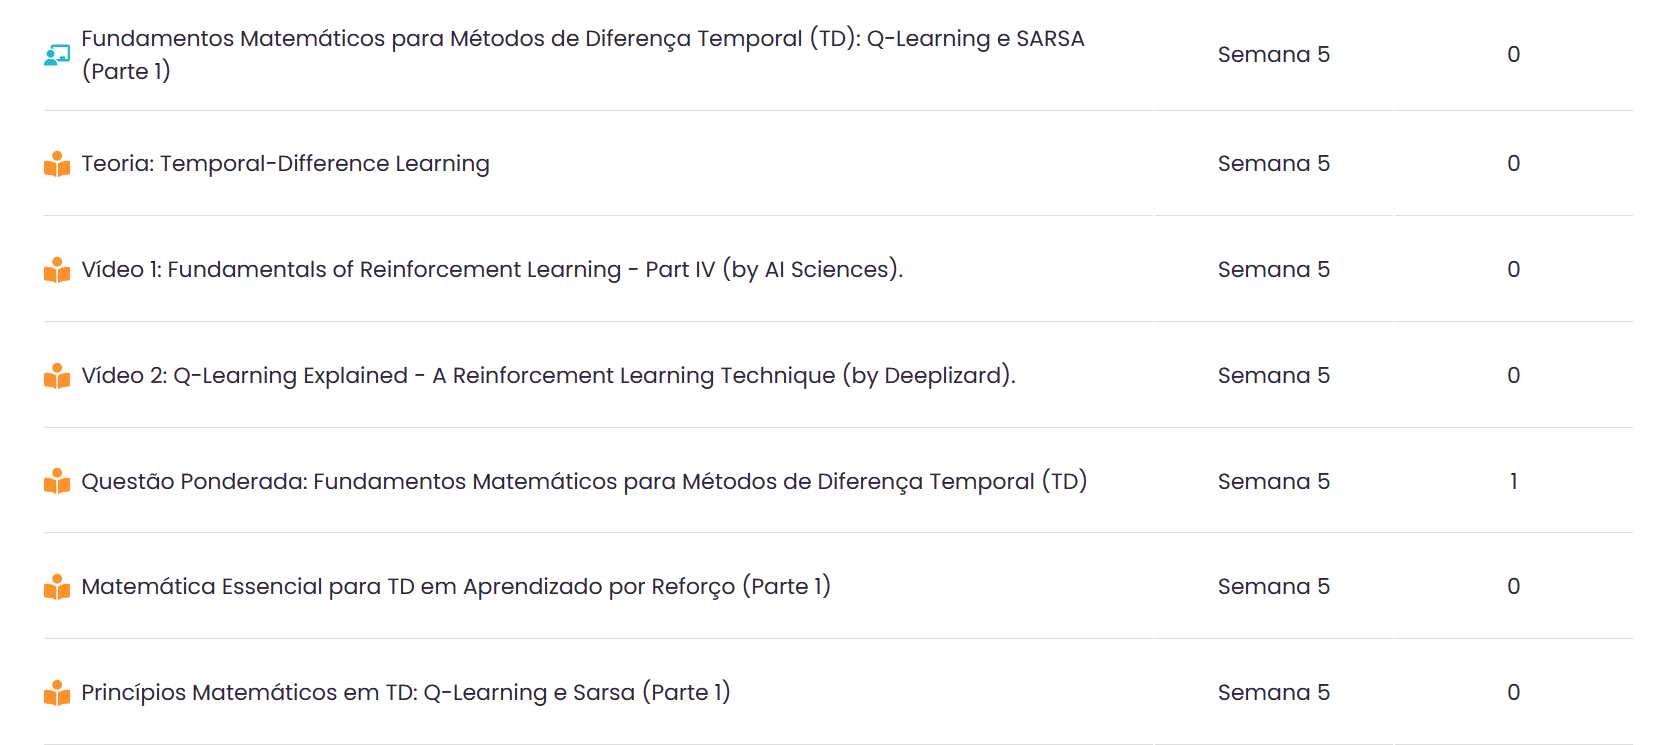 Fundamentos Matemáticos para Métodos de Diferença Temporal (TD): Q-Learning e SARSA
(Parte 1)
Semana 5
0
Teoria: Temporal-Difference Learning
Semana 5
0
Vídeo 1: Fundamentals of Reinforcement Learning - Part IV (by AI Sciences).
Semana 5
0
Vídeo 2: Q-Learning Explained - A Reinforcement Learning Technique (by Deeplizard).
Semana 5
0
Questão Ponderada: Fundamentos Matemáticos para Métodos de Diferença Temporal (TD)
Semana 5
1
Matemática Essencial para TD em Aprendizado por Reforço (Parte 1)
Semana 5
0
Princípios Matemáticos em TD: Q-Learning e Sarsa (Parte 1)
Semana 5
0